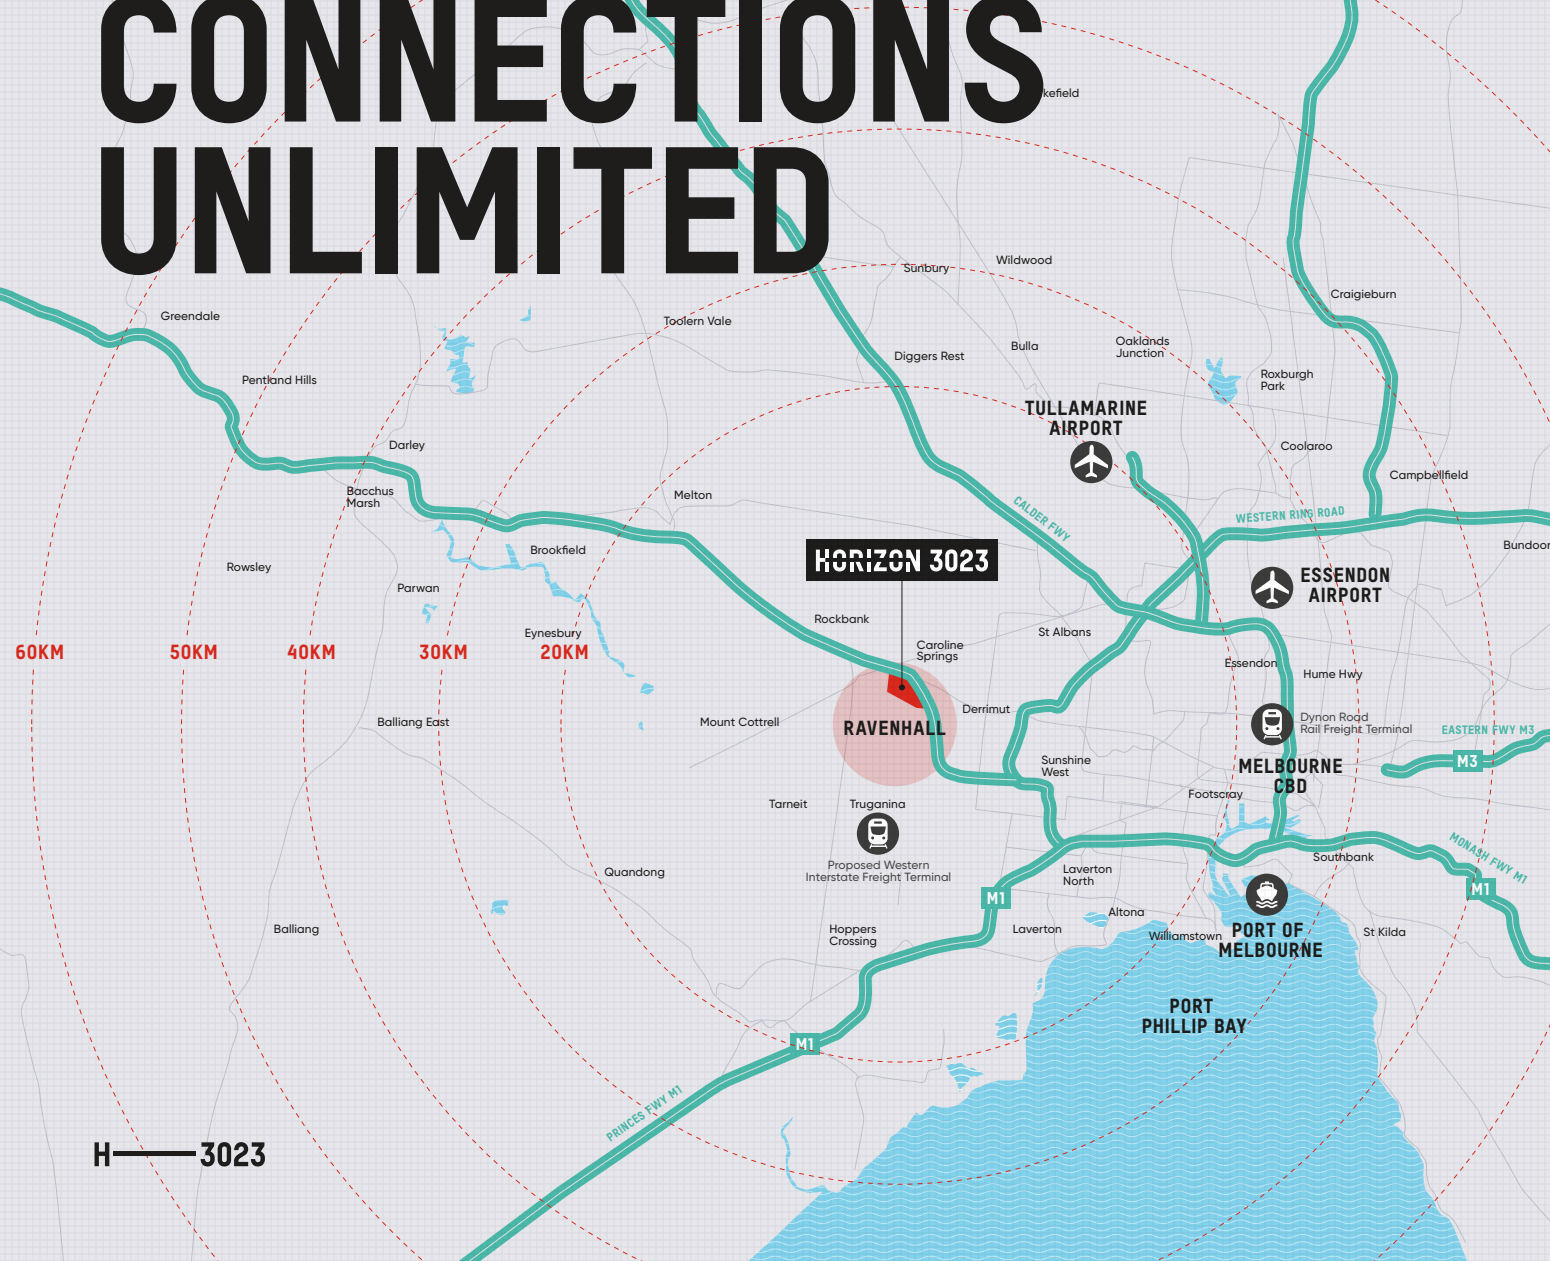 CONNECTIONS
UNLIMITED
kefield
Sunbury
Wildwood
Craigieburn
Greendale
Toolern Vale
Diggers Rest
Bulla
Oaklands
Junction
Pentland Hills
Roxburgh
Park
TULLAMARINE
AIRPORT
Darley
Coolaroo
Campbellfield
Bacchus
Marsh
Melton
CALDER FWY
WESTERN RING ROAD
Bundoor
Brookfield
HORIZON 3023
Rowsley
Parwan
ESSENDON
AIRPORT
Rockbank
Eynesbury
St Albans
Caroline
Springs
60KM
50KM
40KM
30KM
20KM
Essendon
Hume Hwy
Balliang East
Mount Cottrell
RAVENHALL
Derrimut
Dynon Road
Rail Freight Terminal
EASTERN FWY M3
M3
Sunshine
West
MELBOURNE
CBD
Tarneit
Truganina
Footscray
Proposed Western
Interstate Freight Terminal
Quandong
Southbank
MONASH FWY M1
M1
Laverton
North
M1
Altona
Balliang
Hoppers
Crossing
Laverton
Williamstown
PORT OF
MELBOURNE
St Kilda
PORT
PHILLIP BAY
M1
PRINCES FWY M1
H 3023